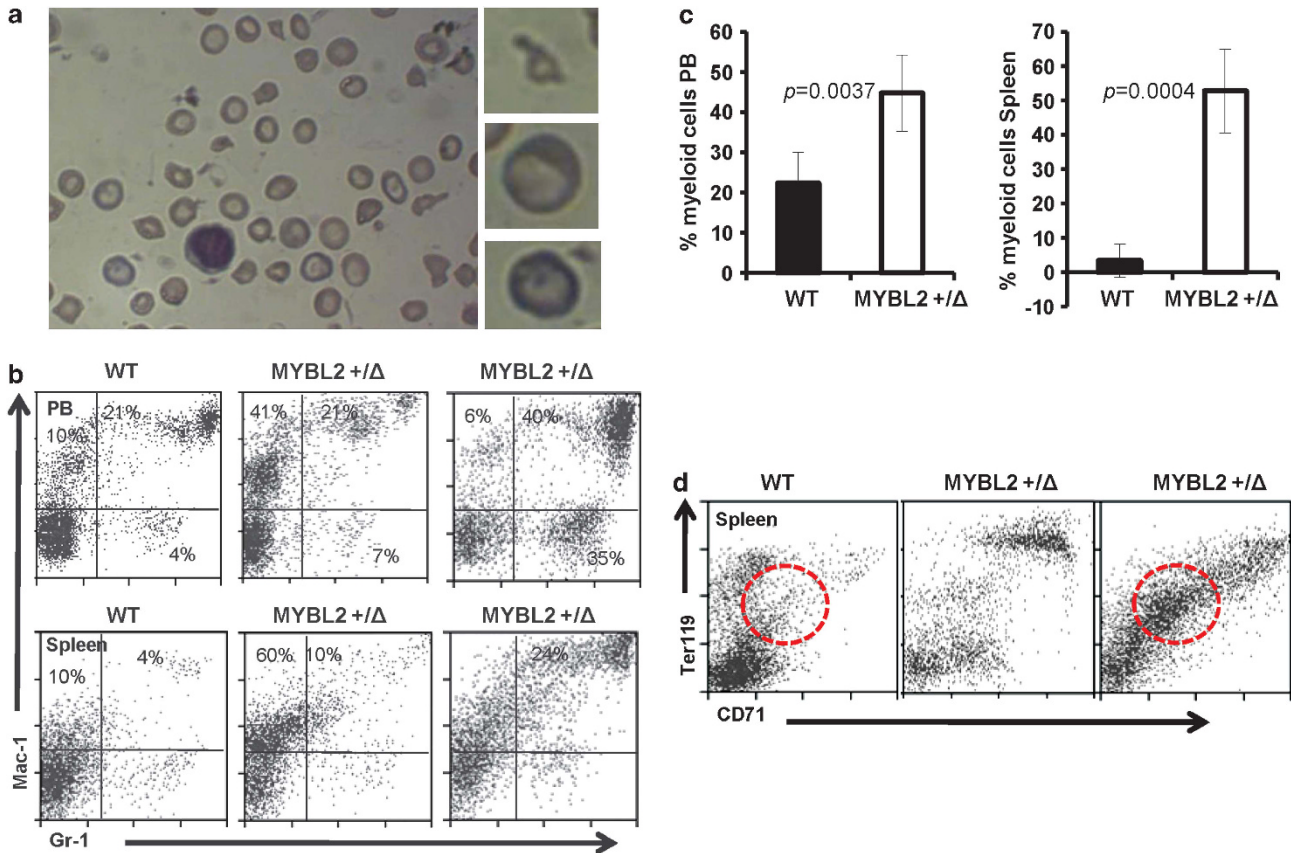 a
c
% myeloid cells PB
60
50
40
30
20
10
0
p=0.0037
WT
MYBL2 +/Δ
% myeloid cells Spleen
70
60
50
40
30
20
10
0
-10
p=0.0004
WT
MYBL2 +/Δ
b
WT
MYBL2 +/Δ
MYBL2 +/Δ
PB
10%
21%
4%
41%
21%
7%
6%
40%
35%
WT
MYBL2 +/Δ
MYBL2 +/Δ
Spleen
10%
4%
60%
10%
24%
Mac-1
Gr-1
d
WT
MYBL2 +/Δ
MYBL2 +/Δ
Spleen
Ter119
CD71